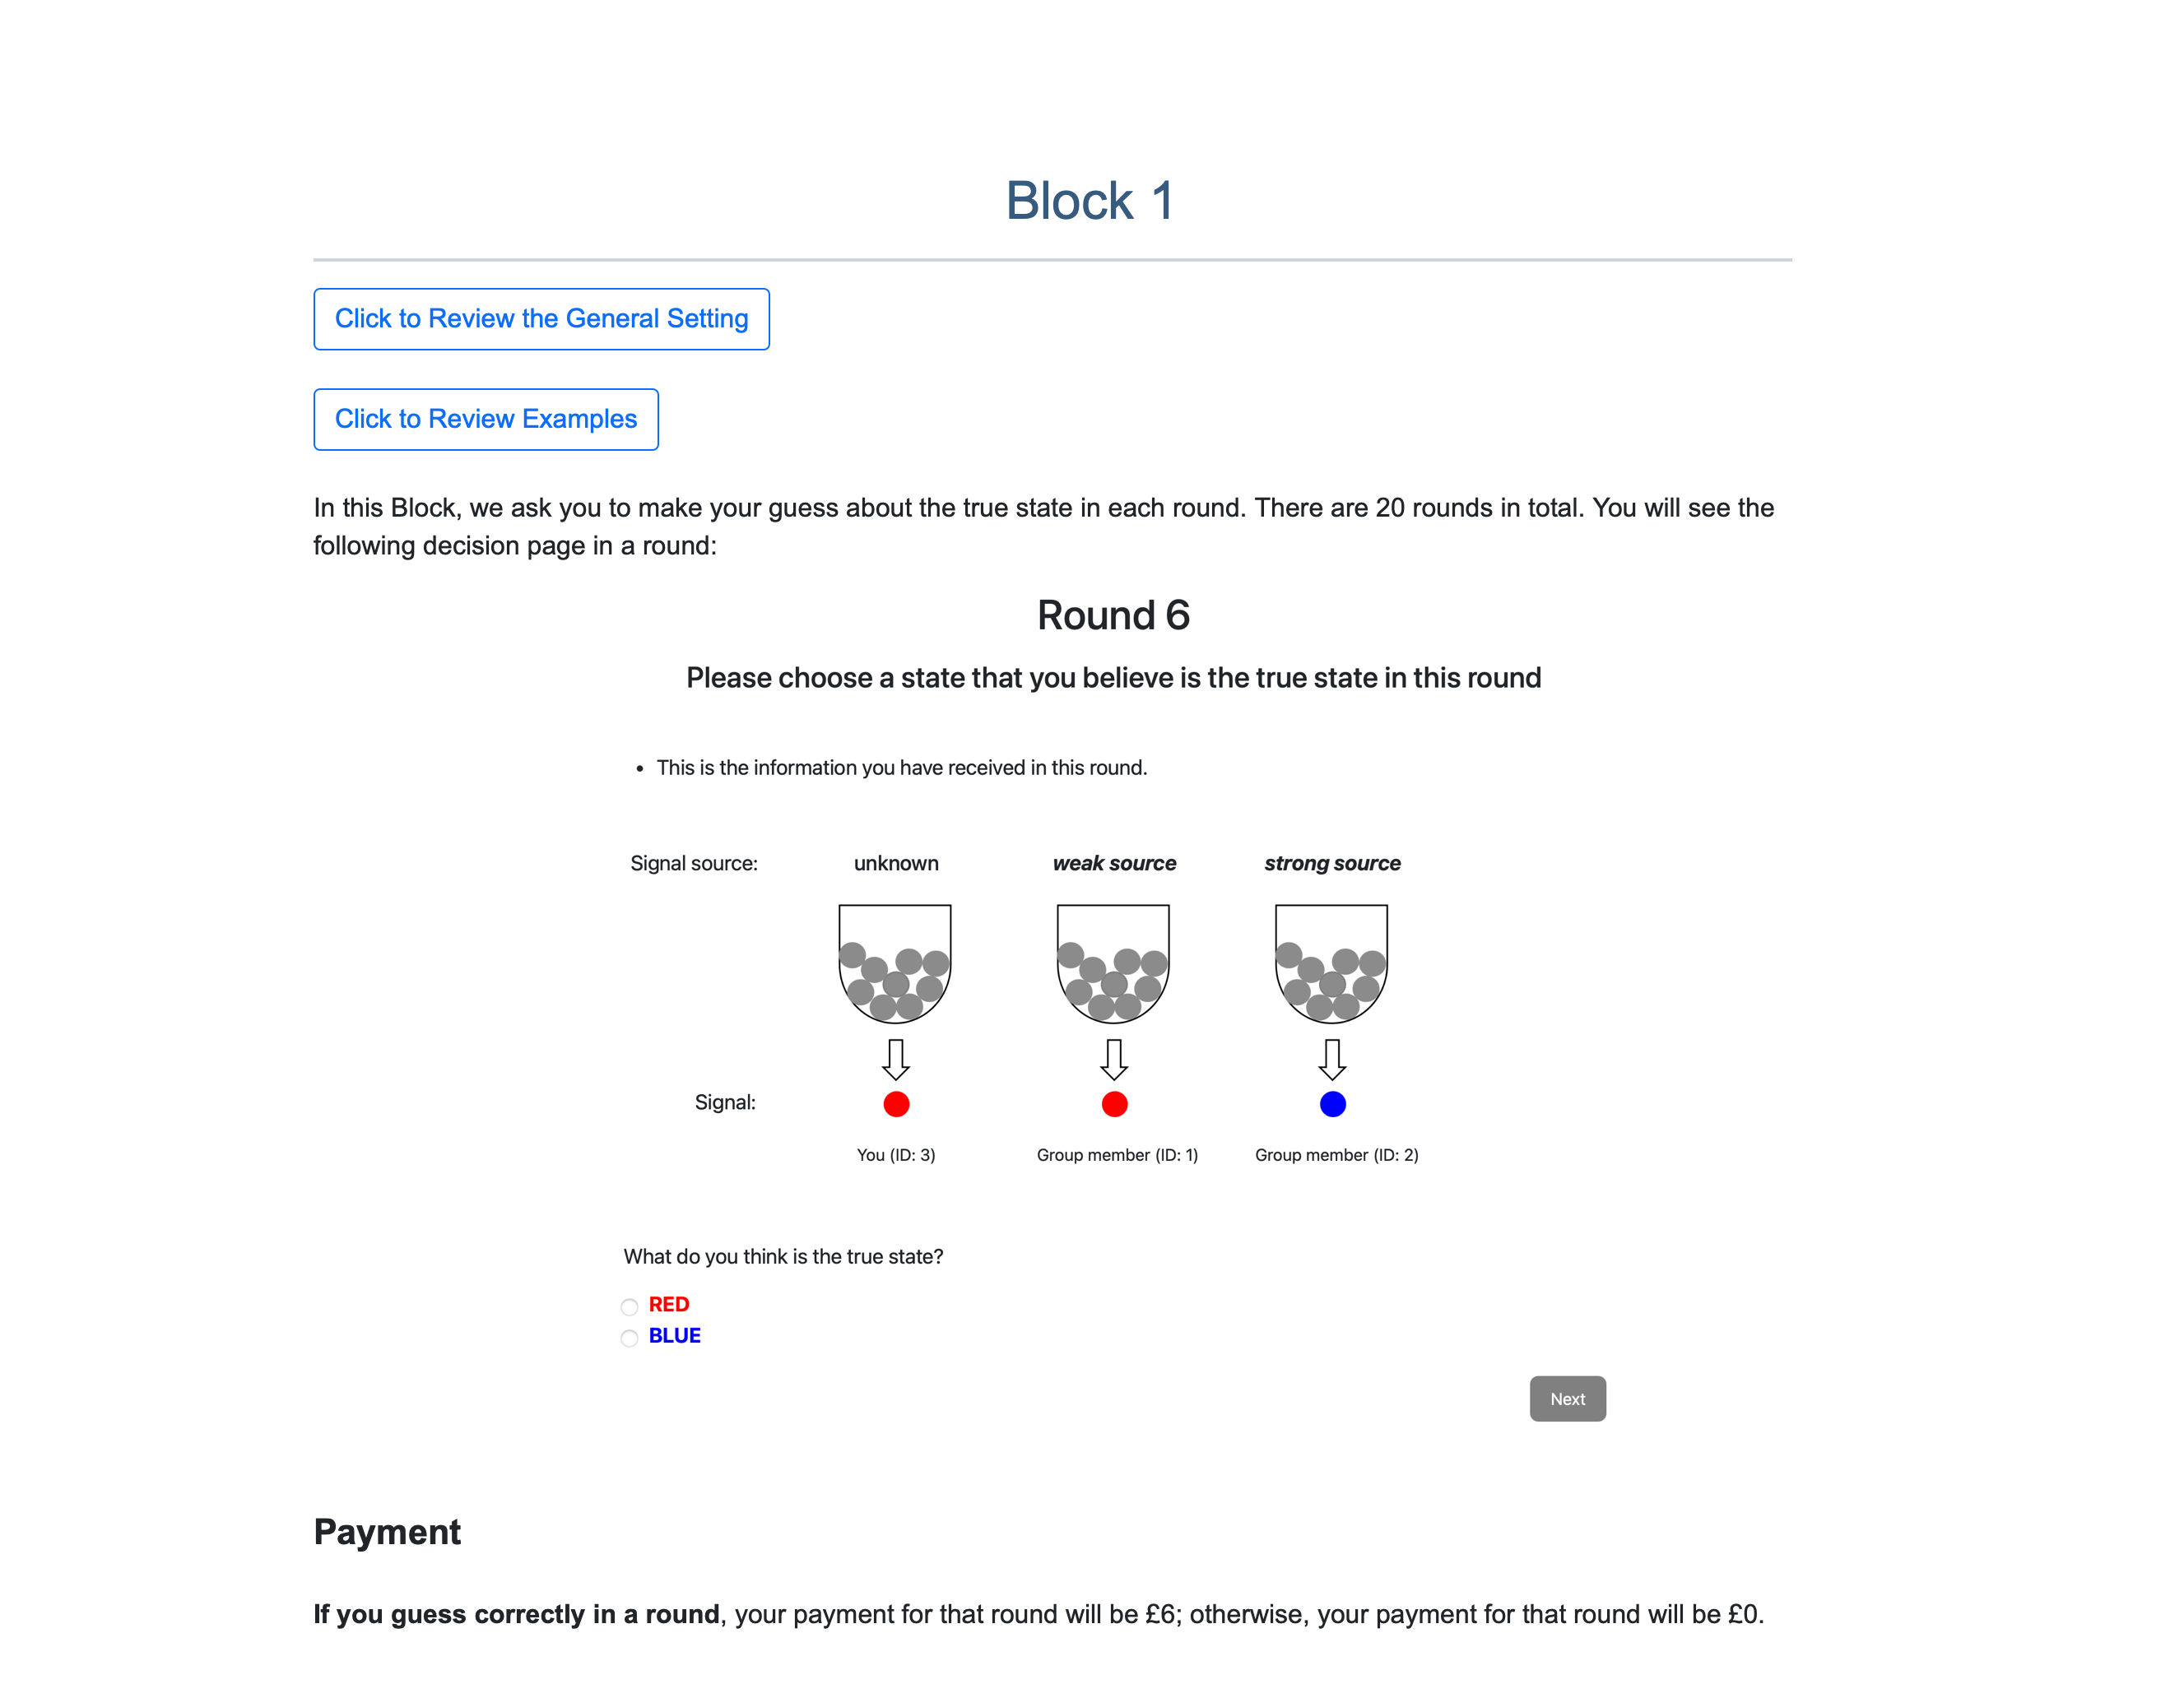 Block 1
Click to Review the General Setting
Click to Review Examples
In this Block, we ask you to make your guess about the true state in each round. There are 20 rounds in total. You will see the
following decision page in a round:
Round 6
Please choose a state that you believe is the true state in this round
• This is the information you have received in this round.
Signal source: unknown weak source strong source
Signal:
You (ID: 3) Group member (ID: 1) Group member (ID: 2)
What do you think is the true state?
RED
BLUE
Next
Payment
If you guess correctly in a round, your payment for that round will be £6; otherwise, your payment for that round will be £0.